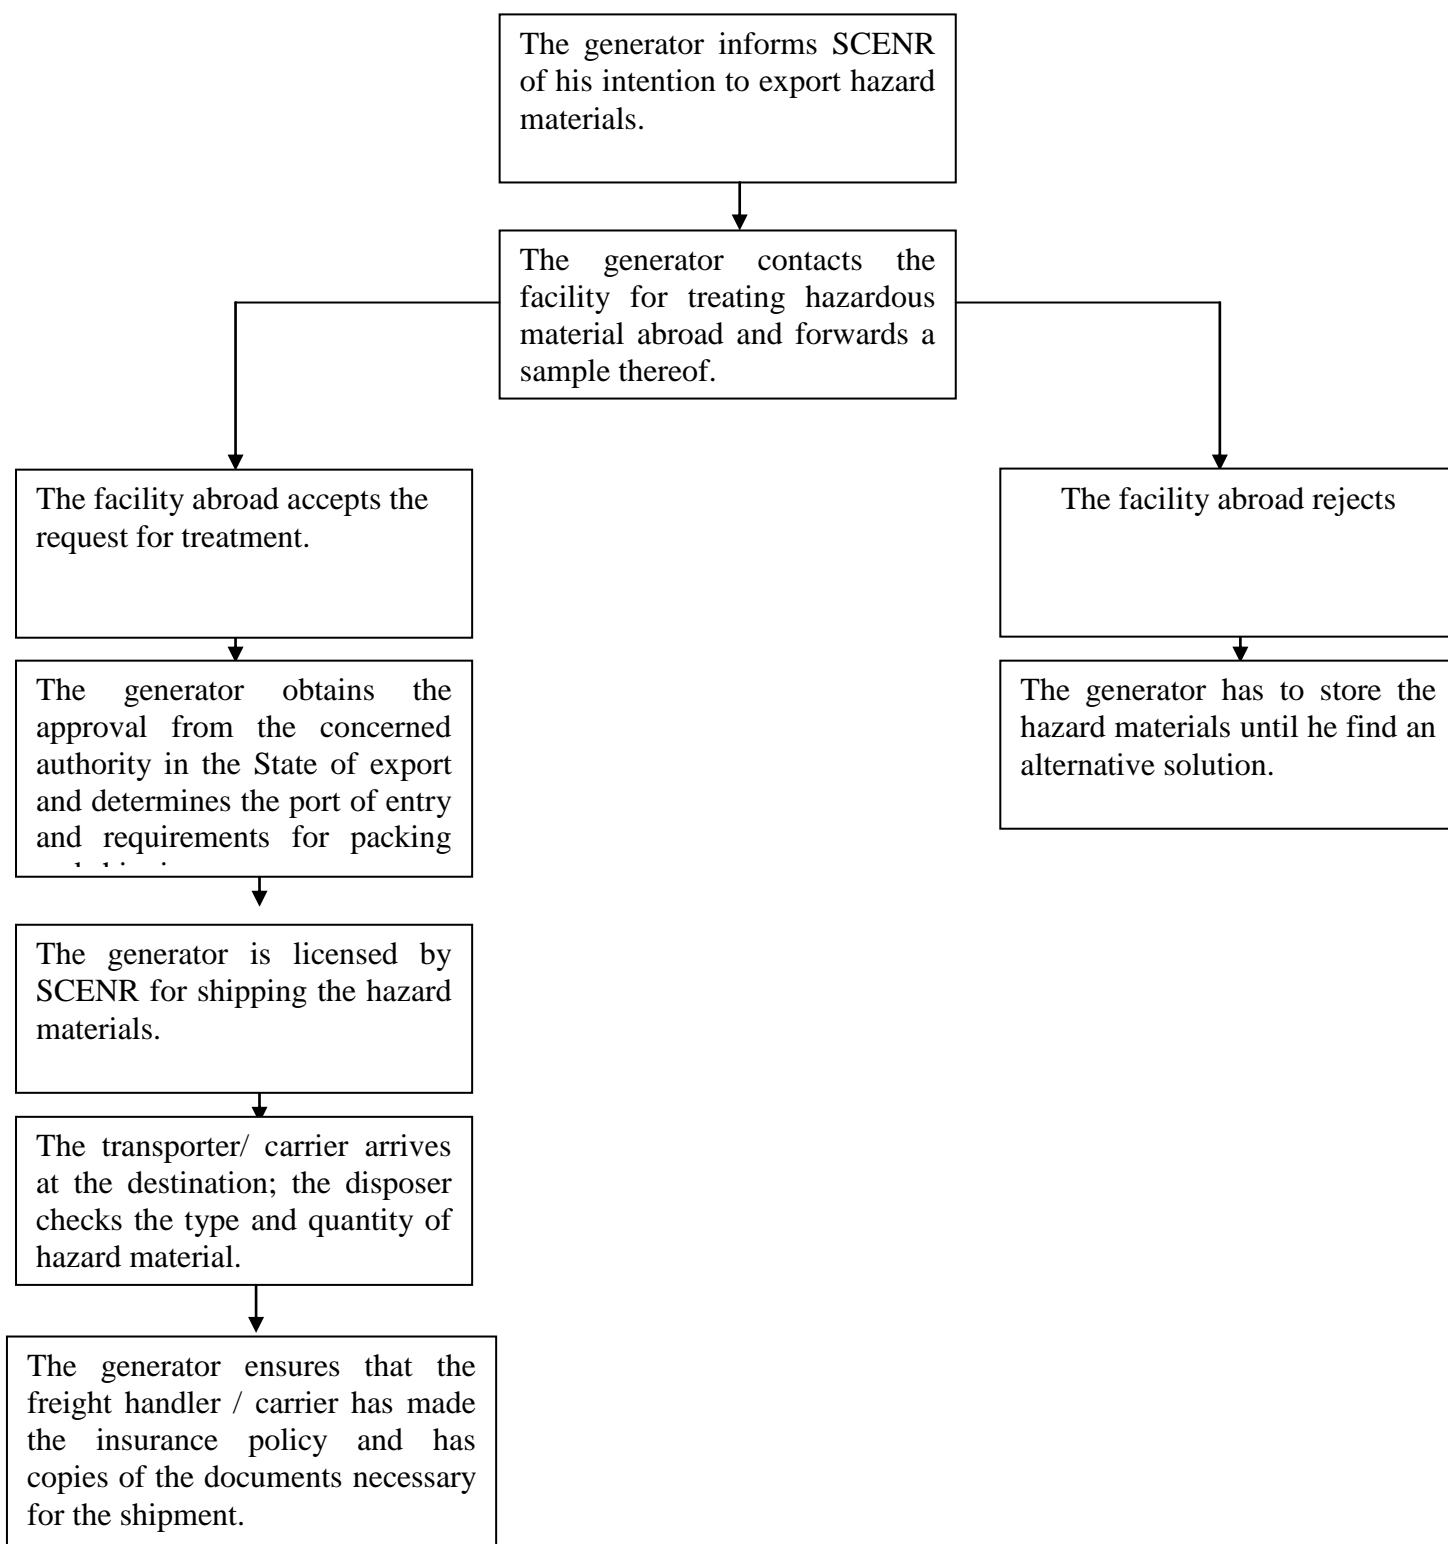 The generator informs SCENR
of his intention to export hazard
materials.
The generator contacts the
facility for treating hazardous
material abroad and forwards a
sample thereof.
The facility abroad accepts the
request for treatment.
The facility abroad rejects
The generator obtains the
approval from the concerned
authority in the State of export
and determines the port of entry
and requirements for packing
The generator has to store the
hazard materials until he find an
alternative solution.
The generator is licensed by
SCENR for shipping the hazard
materials.
The transporter/ carrier arrives
at the destination; the disposer
checks the type and quantity of
hazard material.
The generator ensures that the
freight handler / carrier has made
the insurance policy and has
copies of the documents necessary
for the shipment.